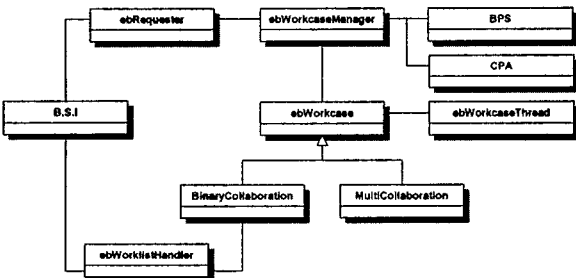 ebRequester
ebWorkcaseManager
BPS
CPA
B.S.I
ebWorkcase
ebWorkcaseThread
BinaryCollaboration
MultiCollaboration
ebWorklistHandler